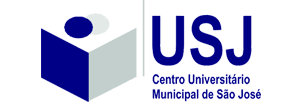 USJ
Centro Universitário
Municipal de São José